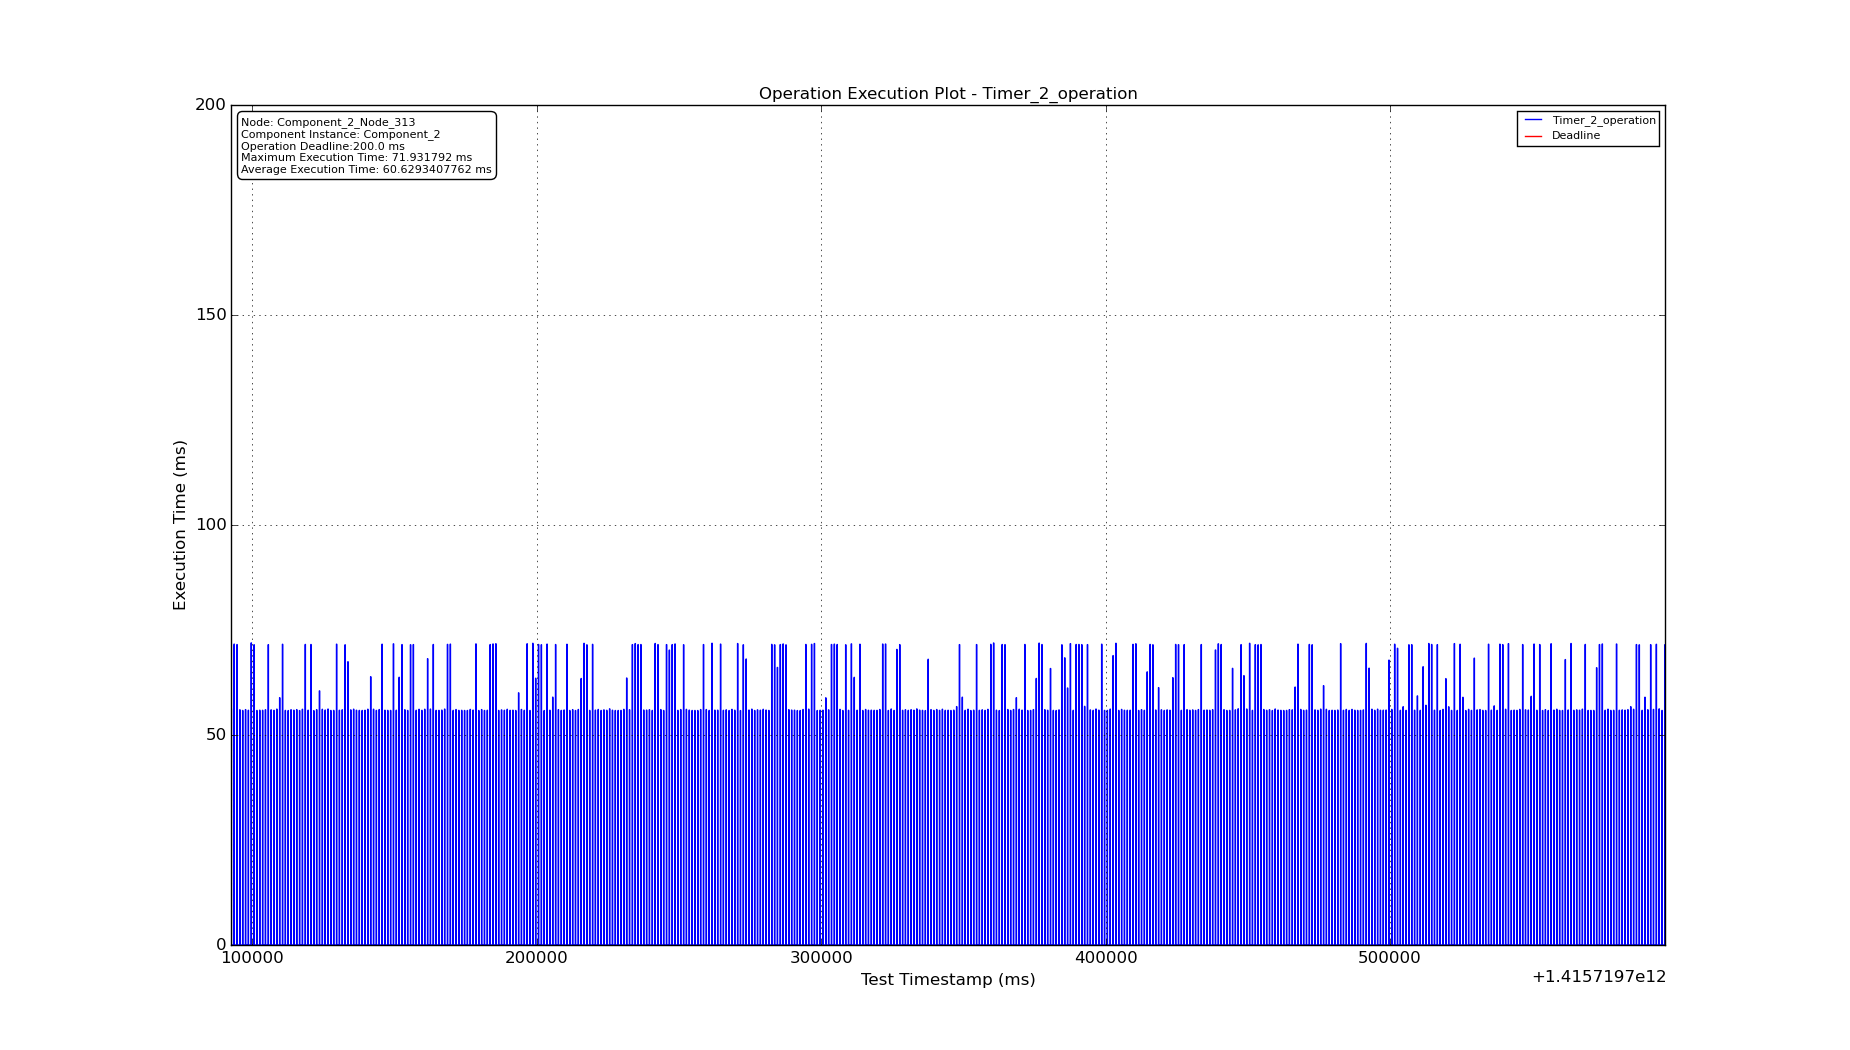 Operation Execution Plot - Timer_2_operation
Node: Component_2_Node_313
Component Instance: Component_2
Operation Deadline:200.0 ms
Maximum Execution Time: 71.931792 ms
Average Execution Time: 60.6293407762 ms
Timer_2_operation
Deadline
200
150
100
50
0
Execution Time (ms)
100000
200000
300000
400000
500000
Test Timestamp (ms)
+1.4157197e12